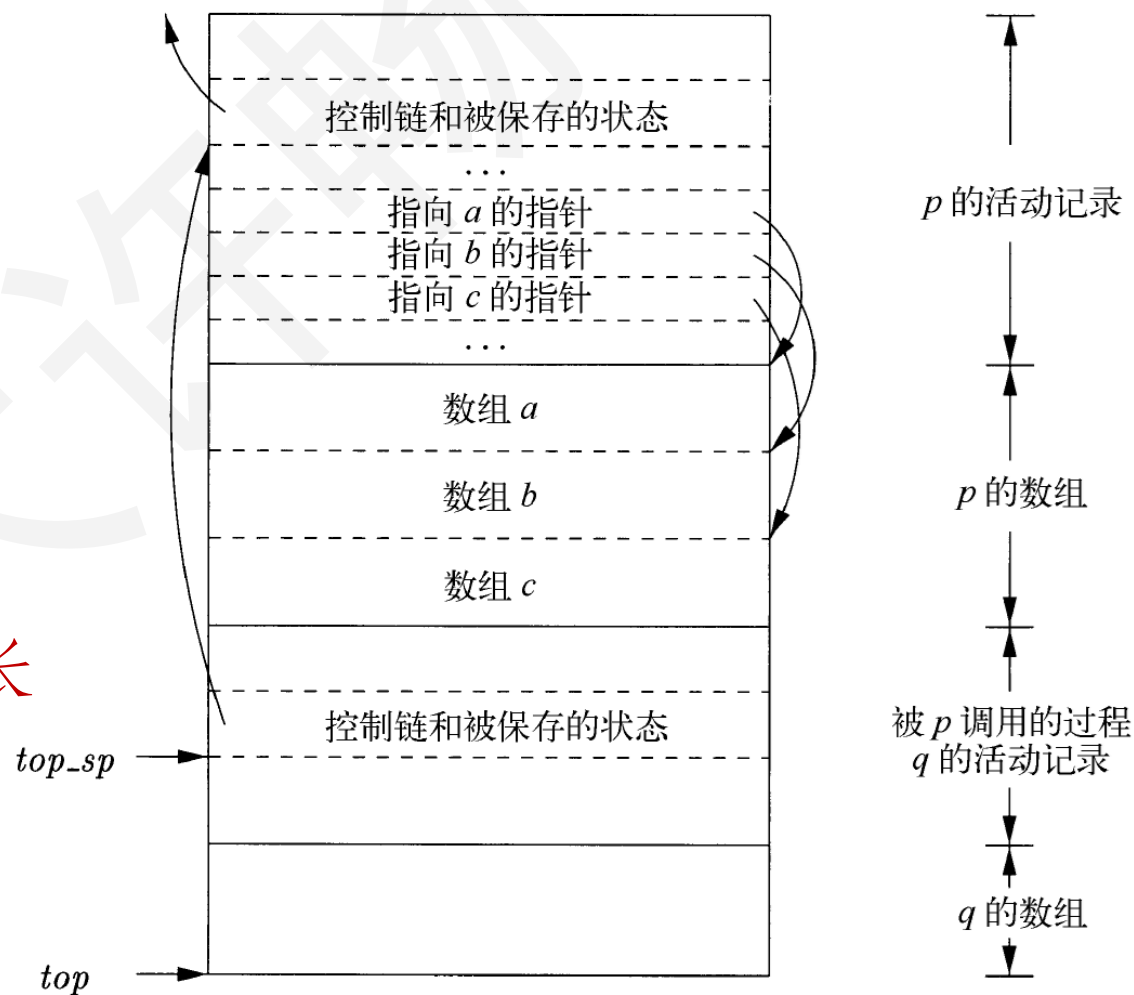 控制链和被保存的状态
...
指向 a 的指针
指向 b 的指针
指向 c 的指针
...
p 的活动记录
数组 a
数组 b
数组 c
p 的数组
长
控制链和被保存的状态
top_sp
被 p 调用的过程
q 的活动记录
q 的数组
top